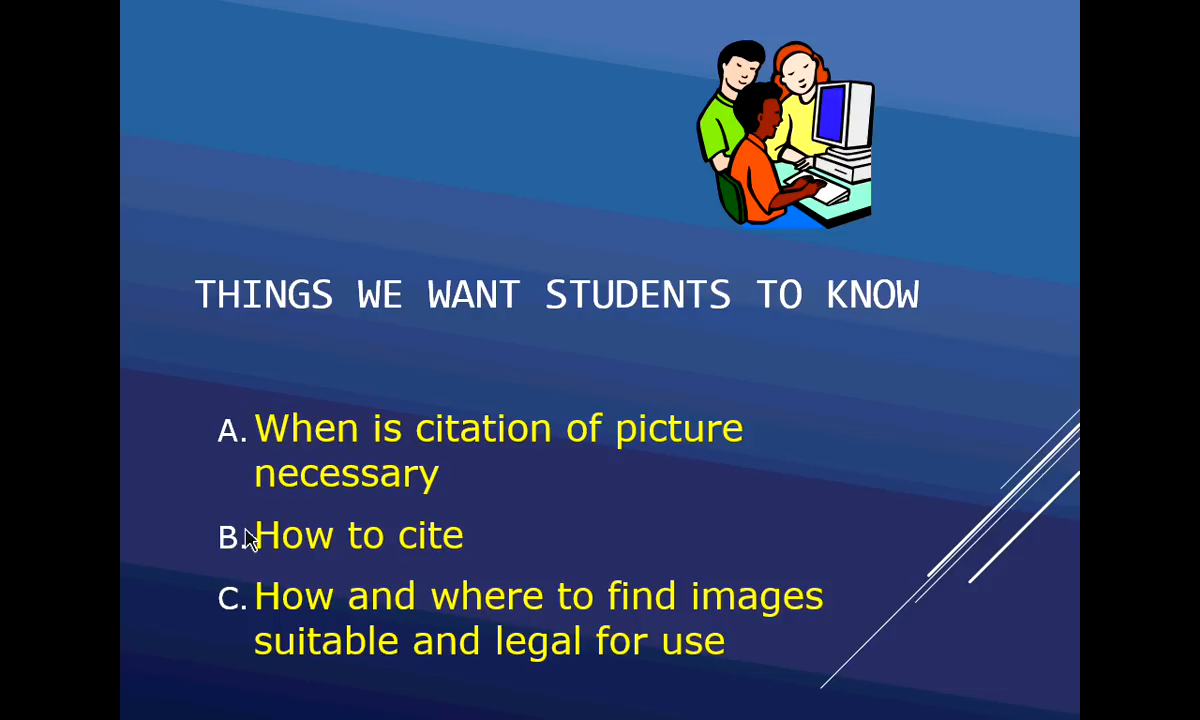 THINGS WE WANT STUDENTS TO KNOW
A. When is citation of picture
necessary
B. How to cite
C. How and where to find images
suitable and legal for use